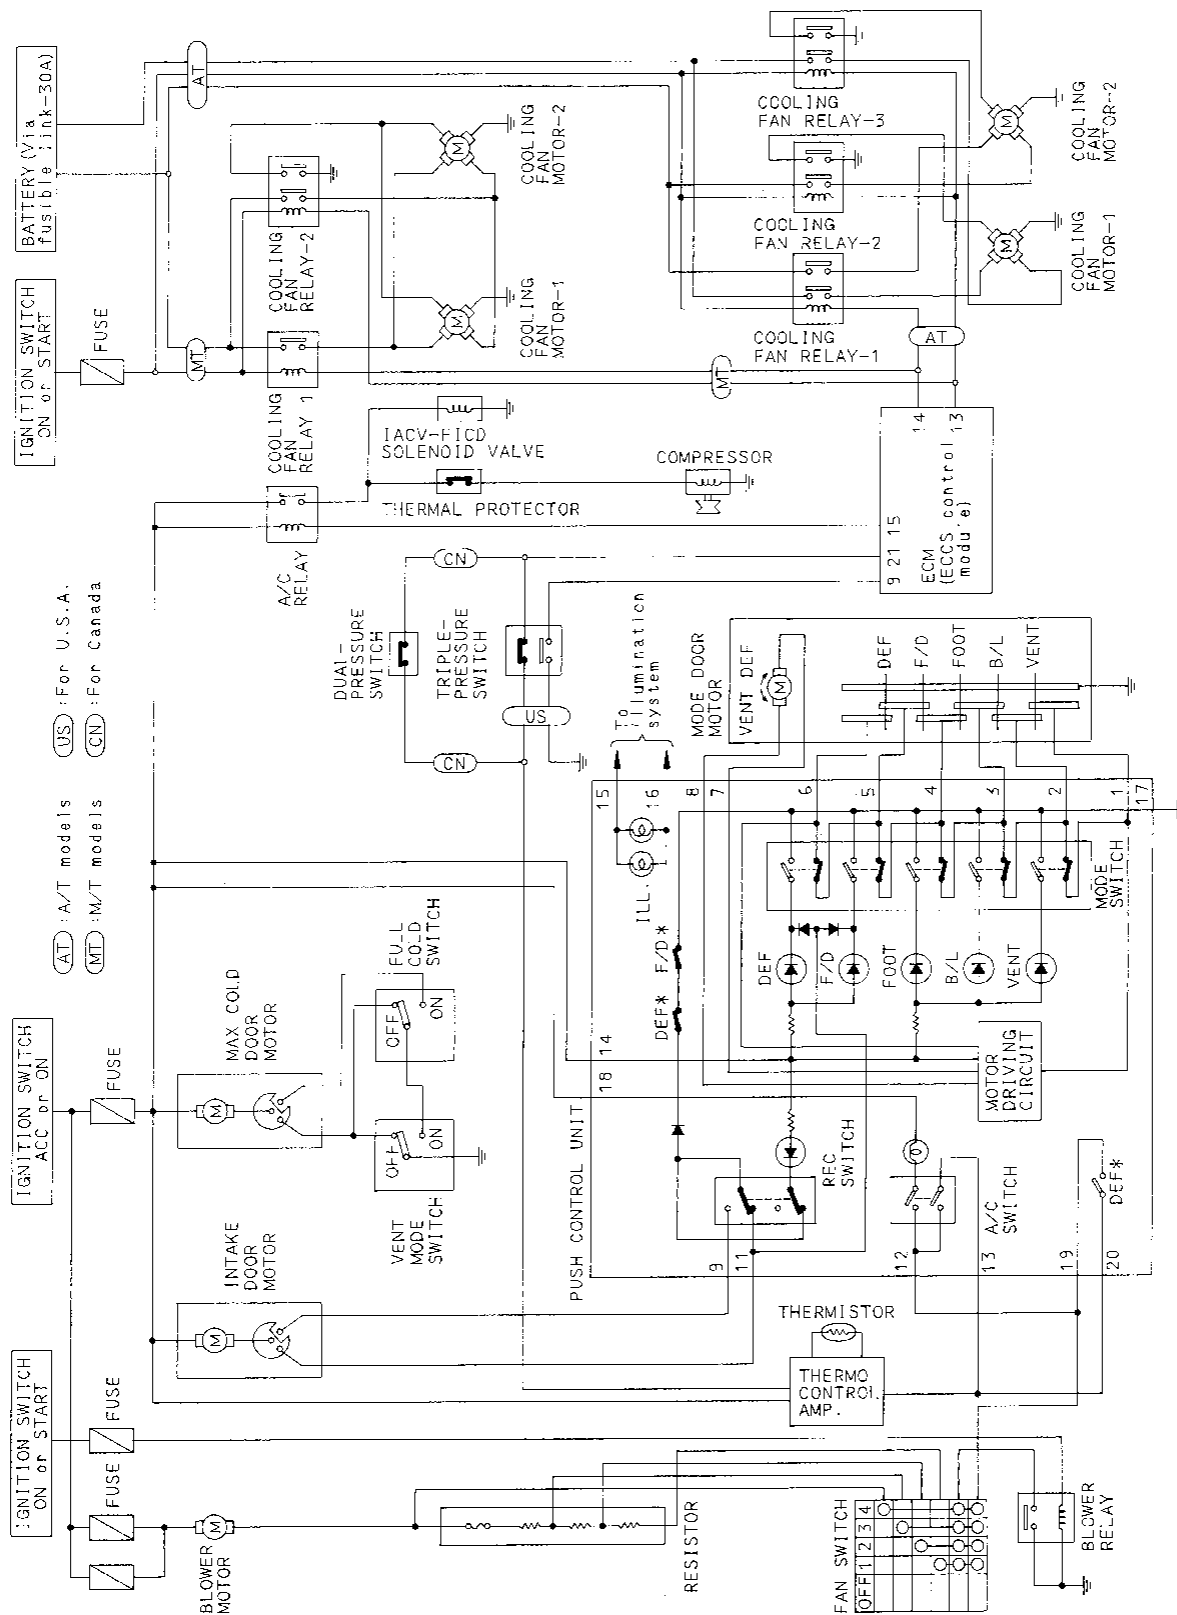 BATTERY (Via
fusible link-30A)
IGNITION SWITCH
ON or START
FUSE
AT
MT
COOLING
FAN
RELAY-2
COOLING
FAN
RELAY 1
COOLING
FAN
MOTOR-2
COOLING
FAN
MOTOR-1
M
M
COOLING
FAN RELAY-3
COOLING
FAN RELAY-2
COOLING
FAN RELAY-1
COOLING
FAN
MOTOR-2
COOLING
FAN
MOTOR-1
M
M
AT
MT
IACV-FICD
SOLENOID VALVE
THERMAL PROTECTOR
COMPRESSOR
A/C
RELAY
14
13
9 21 15
ECM
(ECCS control
module)
US : For U.S.A.
CN : For Canada
AT : A/T models
MT : M/T models
DUAL-
PRESSURE
SWITCH
TRIPLE-
PRESSURE
SWITCH
CN
US
CN
To
illumination
system
MODE DOOR
MOTOR
VENT DEF
M
DEF
F/D
FOOT
B/L
VENT
15
16
8
7
6
5
4
3
2
1
17
ILL.
MODE
SWITCH
F/D*
DEF*
DEF
F/D
FOOT
B/L
VENT
18
14
MOTOR
DRIVING
CIRCUIT
IGNITION SWITCH
ACC or ON
FUSE
MAX COLD
DOOR
MOTOR
M
FULL
COLD
SWITCH
OFF
ON
OFF
ON
VENT
MODE
SWITCH
INTAKE
DOOR
MOTOR
M
PUSH CONTROL UNIT
REC
SWITCH
A/C
SWITCH
DEF*
9
11
12
13
19
20
THERMISTOR
THERMO
CONTROL
AMP.
IGNITION SWITCH
ON or START
FUSE
FUSE
M
BLOWER
MOTOR
RESISTOR
FAN SWITCH
OFF 1 2 3 4
BLOWER
RELAY